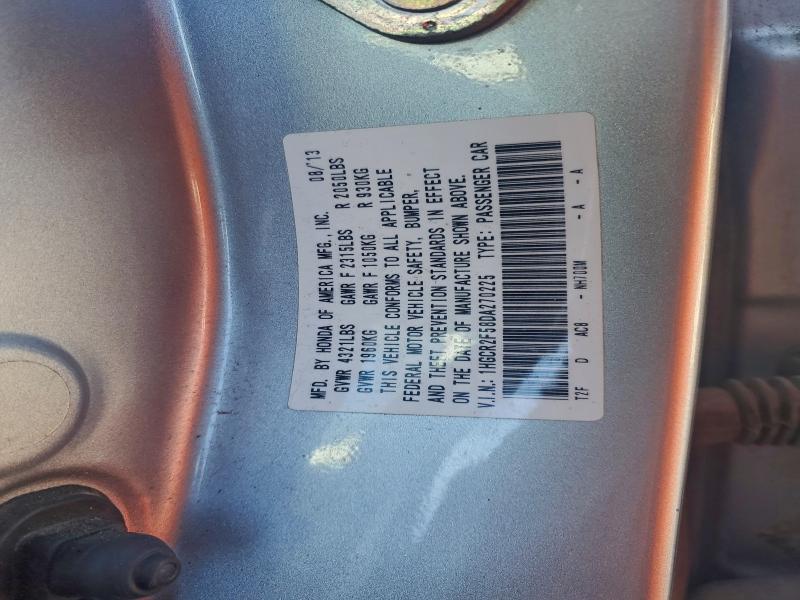 MFD. BY HONDA OF AMERICA MFG., INC. 08/'13
GVWR 4321LBS GAWR F 2315LBS R 2050LBS
GVWR 1960KG GAWR F 1050KG R 930KG
THIS VEHICLE CONFORMS TO ALL APPLICABLE
FEDERAL MOTOR VEHICLE SAFETY, BUMPER,
AND THEFT PREVENTION STANDARDS IN EFFECT
ON THE DATE OF MANUFACTURE SHOWN ABOVE.
V.I.N.: 1HGCR2F58DA270225 TYPE: PASSENGER CAR
T2F D AC8 - NH700M - A - A